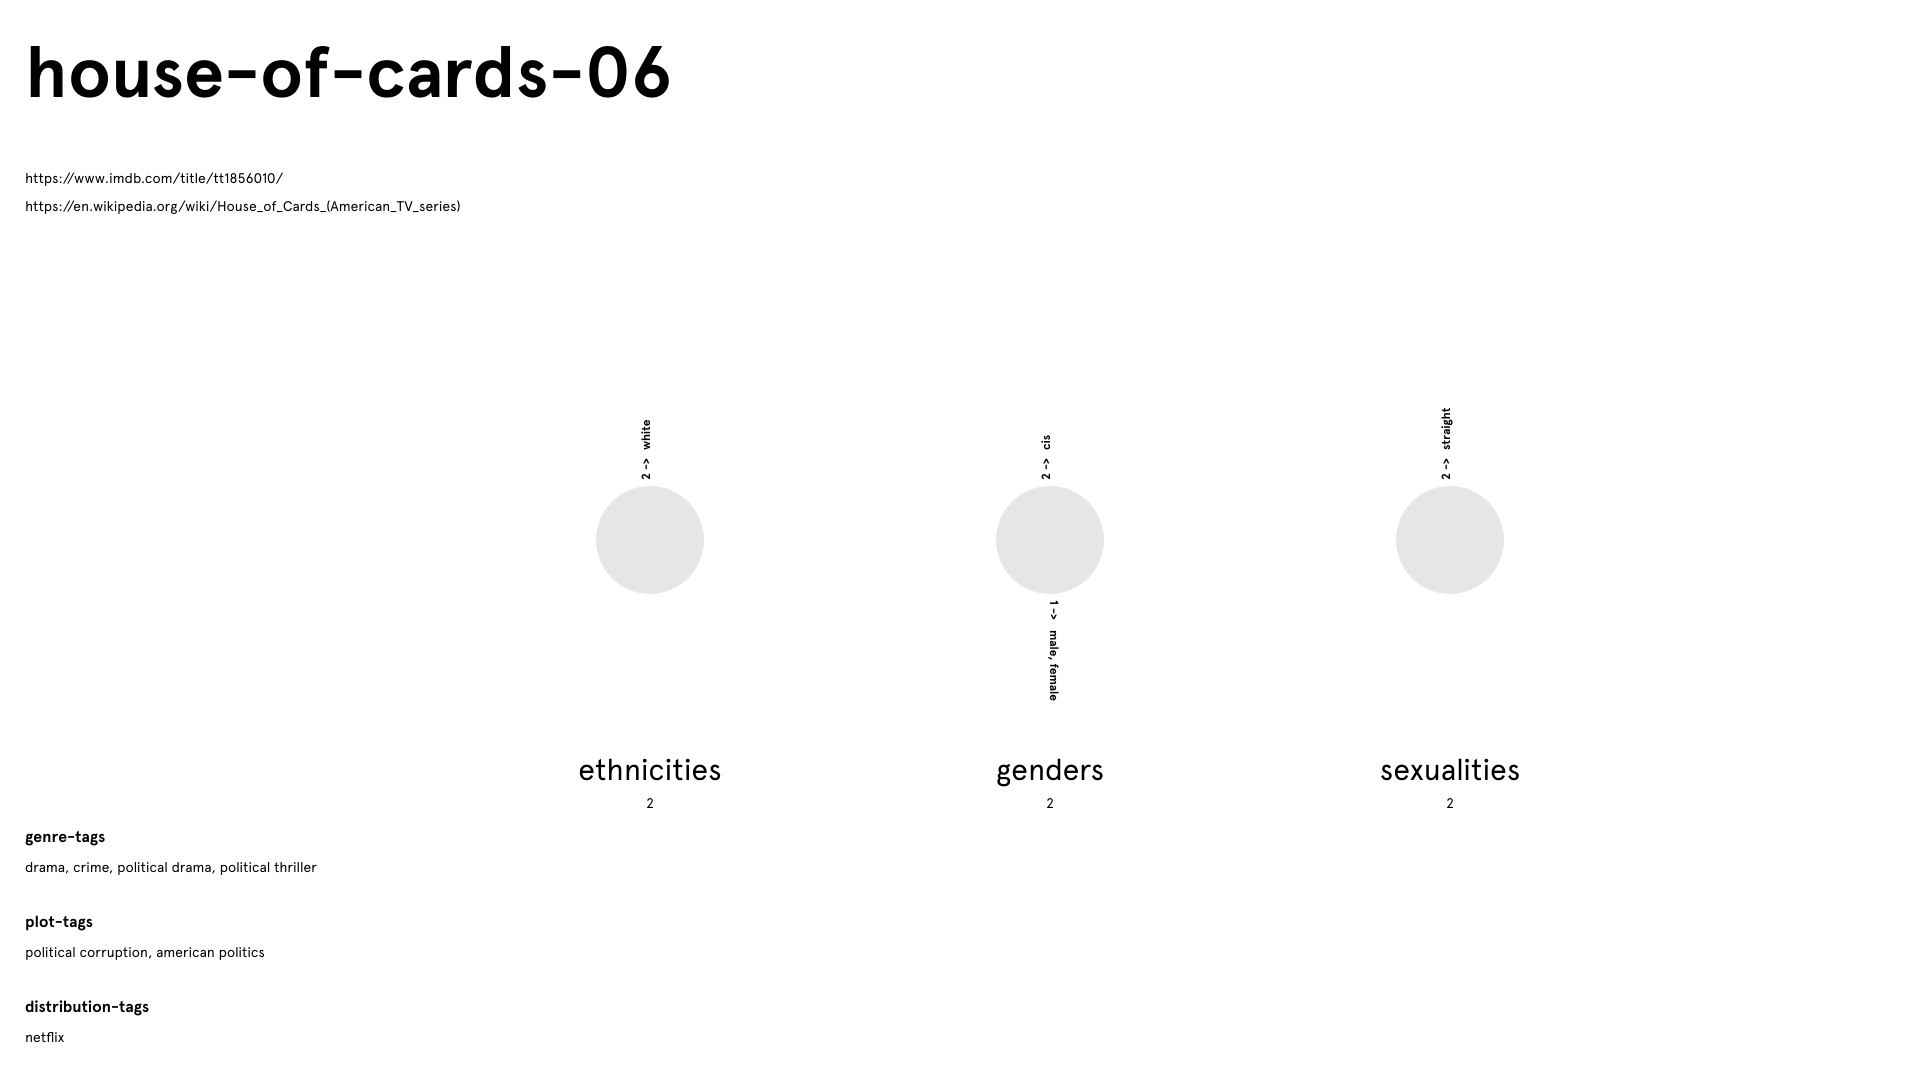 house-of-cards-06
https://www.imdb.com/title/tt1856010/
https://en.wikipedia.org/wiki/House_of_Cards_(American_TV_series)
2 -> white
2 -> cis
2 -> straight
1 -> male, female
ethnicities
2
genders
2
sexualities
2
genre-tags
drama, crime, political drama, political thriller
plot-tags
political corruption, american politics
distribution-tags
netflix